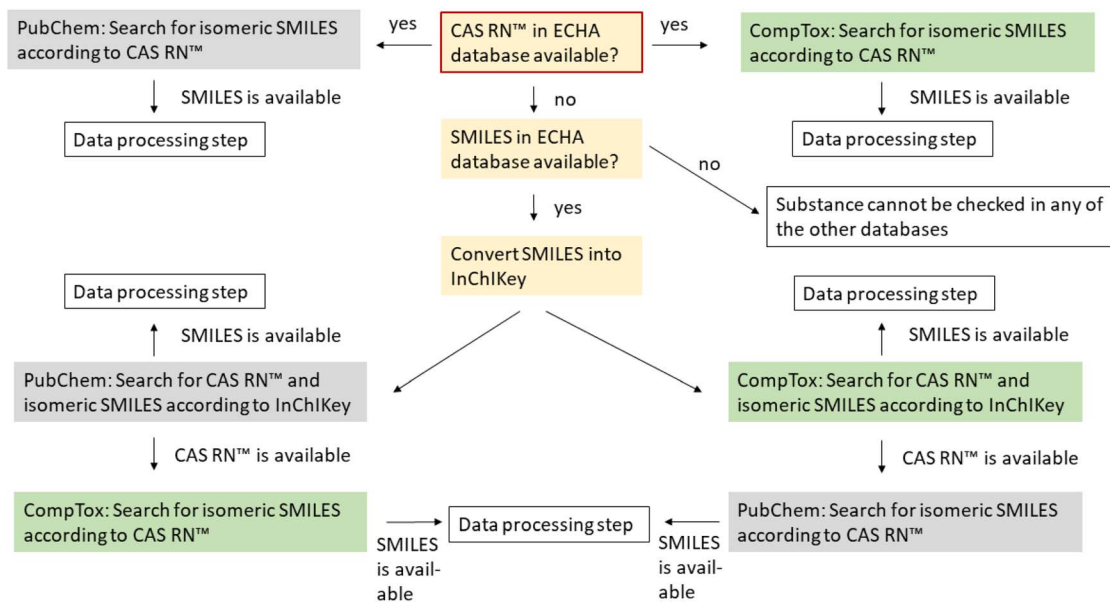 PubChem: Search for isomeric SMILES
according to CAS RN™
yes
CAS RN™ in ECHA
database available?
yes
CompTox: Search for isomeric SMILES
according to CAS RN™
SMILES is available
no
SMILES is available
Data processing step
SMILES in ECHA
database available?
Data processing step
no
Substance cannot be checked in any of
the other databases
yes
Convert SMILES into
InChIKey
Data processing step
Data processing step
SMILES is available
SMILES is available
PubChem: Search for CAS RN™ and
isomeric SMILES according to InChIKey
CompTox: Search for CAS RN™ and
isomeric SMILES according to InChIKey
CAS RN™ is available
CAS RN™ is available
CompTox: Search for isomeric SMILES
according to CAS RN™
Data processing step
PubChem: Search for isomeric SMILES
according to CAS RN™
SMILES
is avail-
able
SMILES
is avail-
able